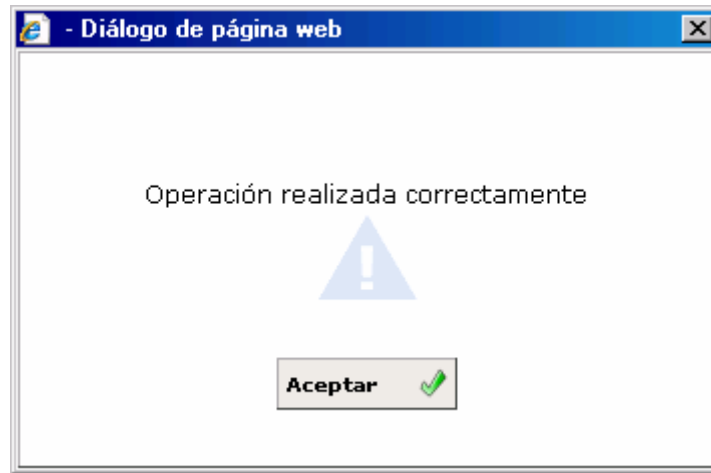 - Diálogo de página web
Operación realizada correctamente
Aceptar